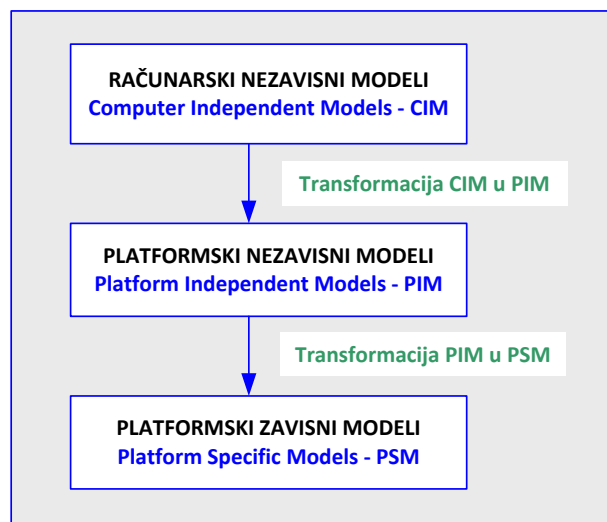 RAČUNARSKI NEZAVISNI MODELI
Computer Independent Models - CIM
Transformacija CIM u PIM
PLATFORMSKI NEZAVISNI MODELI
Platform Independent Models - PIM
Transformacija PIM u PSM
PLATFORMSKI ZAVISNI MODELI
Platform Specific Models - PSM